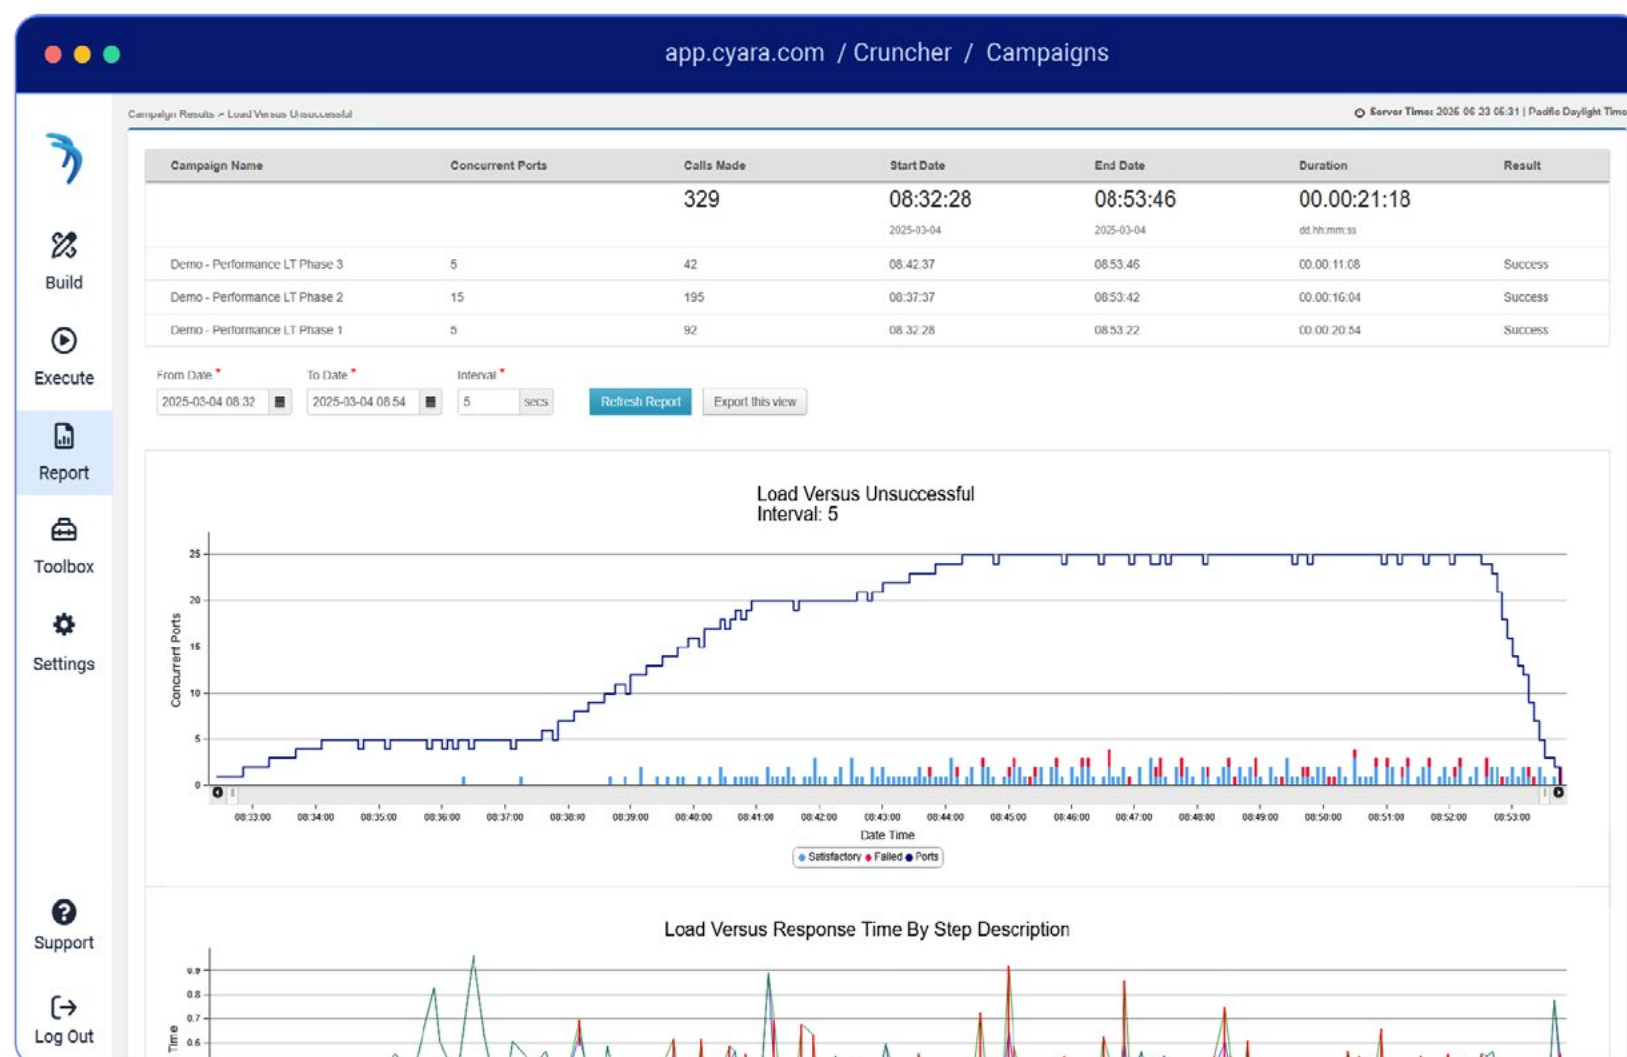 app.cyara.com / Cruncher / Campaigns
Campaign Results > Load Versus Unsuccessful
Server Time: 2025 06 23 05:31 | Pacific Daylight Time
Build
Execute
Report
Toolbox
Settings
Support
Log Out
Campaign Name Concurrent Ports Calls Made Start Date End Date Duration Result
329 08:32:28 08:53:46 00.00:21:18
2025-03-04 2025-03-04 dd.hh:mm:ss
Demo - Performance LT Phase 3 5 42 08:42:37 08:53:46 00.00:11:08 Success
Demo - Performance LT Phase 2 15 195 08:37:37 08:53:42 00.00:16:04 Success
Demo - Performance LT Phase 1 5 92 08:32:28 08:53:22 00.00:20:54 Success
From Date * To Date * Interval *
2025-03-04 08:32 2025-03-04 08:54 5 secs Refresh Report Export this view
Load Versus Unsuccessful
Interval: 5
Concurrent Ports
25
20
15
10
5
0
08:33:00 08:34:00 08:35:00 08:36:00 08:37:00 08:38:00 08:39:00 08:40:00 08:41:00 08:42:00 08:43:00 08:44:00 08:45:00 08:46:00 08:47:00 08:48:00 08:49:00 08:50:00 08:51:00 08:52:00 08:53:00
Date Time
Satisfactory Failed Ports
Load Versus Response Time By Step Description
Time
0.9
0.8
0.7
0.6